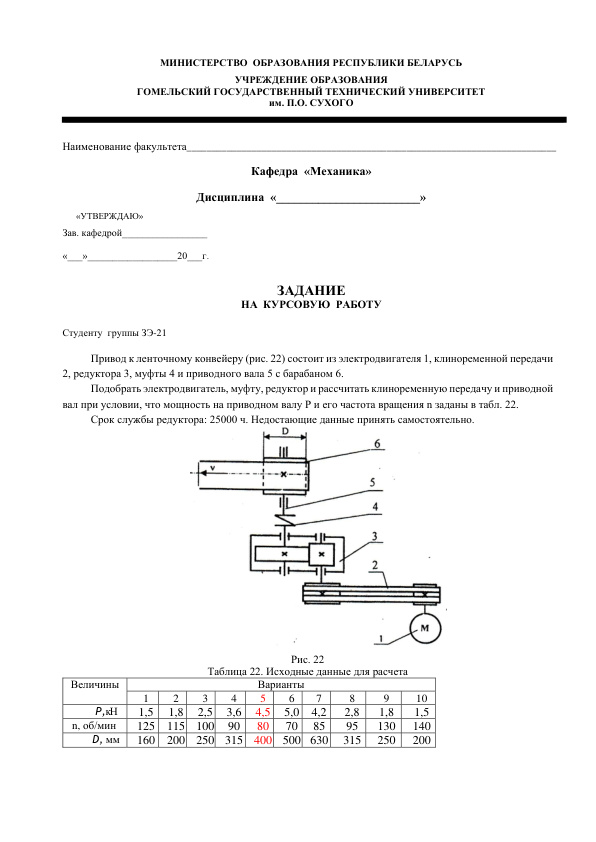 МИНИСТЕРСТВО ОБРАЗОВАНИЯ РЕСПУБЛИКИ БЕЛАРУСЬ
УЧРЕЖДЕНИЕ ОБРАЗОВАНИЯ
ГОМЕЛЬСКИЙ ГОСУДАРСТВЕННЫЙ ТЕХНИЧЕСКИЙ УНИВЕРСИТЕТ
им. П.О. СУХОГО
Наименование факультета____________________
Кафедра «Механика»
Дисциплина «______________________»
«УТВЕРЖДАЮ»
Зав. кафедрой_________________
«___»__________________20___г.
ЗАДАНИЕ
НА КУРСОВУЮ РАБОТУ
Студенту группы ЗЭ-21
Привод к ленточному конвейеру (рис. 22) состоит из электродвигателя 1, клиноременной передачи
2, редуктора 3, муфты 4 и приводного вала 5 с барабаном 6.
Подобрать электродвигатель, муфту, редуктор и рассчитать клиноременную передачу и приводной
вал при условии, что мощность на приводном валу P и его частота вращения n заданы в табл. 22.
Срок службы редуктора: 25000 ч. Недостающие данные принять самостоятельно.
D
6
v
5
4
3
2
1
М
Рис. 22
Таблица 22. Исходные данные для расчета
Величины Варианты
1 2 3 4 5 6 7 8 9 10
P,кН 1,5 1,8 2,5 3,6 4,5 5,0 4,2 2,8 1,8 1,5
n, об/мин 125 115 100 90 80 70 85 95 130 140
D, мм 160 200 250 315 400 500 630 315 250 200